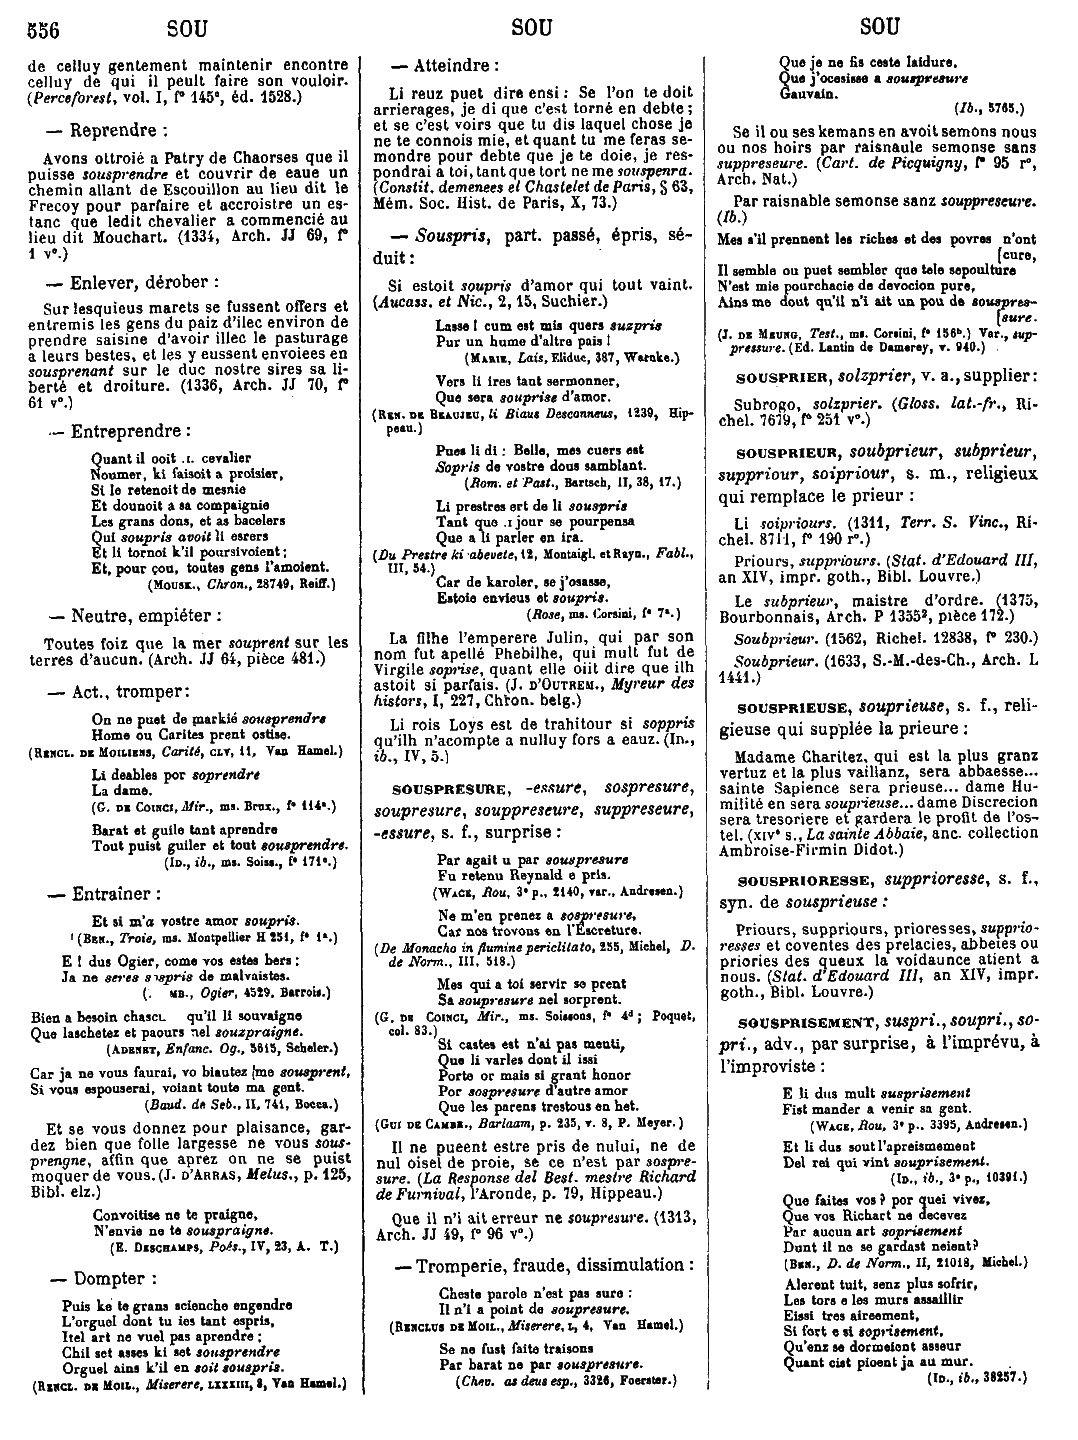 556 SOU SOU SOU
de celluy gentement maintenir encontre
celluy de qui il peult faire son vouloir.
(Perceforest, vol. I, f° 145ª, éd. 1528.)
— Reprendre :
Avons ottroié a Patry de Chaorses que il
puisse sousprendre et couvrir de eaue un
chemin allant de Escouillon au lieu dit le
Frecoy pour parfaire et accroistre un es-
tanc que ledit chevalier a commencié au
lieu dit Mouchart. (1334, Arch. JJ 69, f°
1 v°.)
— Enlever, dérober :
Sur lesquieus marets se fussent offers et
entremis les gens du paiz d'ilec environ de
prendre saisine d'avoir illec le pasturage
a leurs bestes, et les y eussent envoiees en
sousprenant sur le duc nostre sires sa li-
berté et droiture. (1336, Arch. JJ 70, f°
61 v°.)
— Entreprendre :
Quant il ooit .I. cevalier
Noumer, ki faisoit a proisier,
Si le retenoit de mesnie
Et dounoit a sa compaignie
Les grans dons, et as bacelers
Qui soupris avoit li errers
Et li tornoi k'il poursivoient ;
Et, pour çou, toutes gens l'amoient.
(MOUSK., Chron., 28749, Reiff.)
— Neutre, empiéter :
Toutes foiz que la mer souprent sur les
terres d'aucun. (Arch. JJ 64, pièce 481.)
— Act., tromper :
On ne puet de markié sousprendre
Home ou Carites prent ostise.
(RENCL. DE MOILIENS, Carité, CLV, 11, Van Hamel.)
Li deables por soprendre
La dame.
(G. DE COINCI, Mir., ms. Brux., f° 114ᵉ.)
Barat et guile tant aprendre
Tout puist guiler et tout sousprendre.
(ID., ib., ms. Soiss., f° 171ᵉ.)
— Entraîner :
Et si m'a vostre amor soupris.
(BEN., Troie, ms. Montpellier H 251, f° 1ª.)
E ! dus Ogier, come vos estes bers :
Ja ne seres sospris de malvaistes.
(. MB., Ogier, 4529, Barrois.)
Bien a besoin chascu qu'il li souvaigne
Que laschetez et paours nel souzpraigne.
(ADENET, Enfanc. Og., 5615, Scheler.)
Car ja ne vous faurai, vo biautez [me sousprent,
Si vous espouserai, voiant toute ma gent.
(Baud. de Seb., II, 741, Bocca.)
Et se vous donnez pour plaisance, gar-
dez bien que folle largesse ne vous sous-
prengne, affin que aprez on ne se puist
moquer de vous. (J. D'ARRAS, Melus., p. 125,
Bibl. elz.)
Convoitise ne te praigne,
N'envie ne te souspraigne.
(E. DESCHAMPS, Poés., IV, 23, A. T.)
— Dompter :
Puis ke te grans scienche engendre
L'orguel dont tu ies tant espris,
Itel art ne vuel pas aprendre ;
Chil set asses ki set sousprendre
Orguel ains k'il en soit souspris.
(RENCL. DE MOIL., Miserere, LXXIII, 8, Van Hamel.)
— Atteindre :
Li reuz puet dire ensi : Se l'on te doit
arrierages, je di que c'est torné en debte ;
et se c'est voirs que tu dis laquel chose je
ne te connois mie, et quant tu me feras se-
mondre pour debte que je te doie, je res-
pondrai a toi, tant que tort ne me souspenra.
(Constit. demenees el Chastelet de Paris, § 63,
Mém. Soc. Hist. de Paris, X, 73.)
— Souspris, part. passé, épris, sé-
duit :
Si estoit soupris d'amor qui tout vaint.
(Aucass. et Nic., 2, 15, Suchier.)
Lasse ! cum est mis quers suzpris
Pur un hume d'altre pais !
(MARIE, Lais, Eliduc, 387, Warnke.)
Vers li ires tant sermonner,
Que sera souprise d'amor.
(REN. DE BEAUJEU, li Biaus Desconneus, 1239, Hip-
peau.)
Pues li di : Belle, mes cuers est
Sopris de vostre dous samblant.
(Rom. et Past., Bartsch, II, 38, 17.)
Li prestres ert de li souspris
Tant que .I jour se pourpensa
Que a li parler en ira.
(Du Prestre ki abevete, 12, Montaigl. et Rayn., Fabl.,
III, 54.)
Car de karoler, se j'osasse,
Estoie envieus et soupris.
(Rose, ms. Corsini, f° 7ª.)
La filhe l'emperere Julin, qui par son
nom fut apellé Phebilhe, qui mult fut de
Virgile soprise, quant elle oiit dire que ilh
astoit si parfais. (J. D'OUTREM., Myreur des
histors, I, 227, Chron. belg.)
Li rois Loys est de trahitour si soppris
qu'ilh n'acompte a nulluy fors a eauz. (ID.,
ib., IV, 5.)
SOUSPRESURE, -essure, sospresure,
soupresure, souppreseure, suppreseure,
-essure, s. f., surprise :
Par agait u par souspresure
Fu retenu Reynald e pris.
(WACE, Rou, 3ᵉ p., 2140, var., Andresen.)
Ne m'en prenez a sospresure,
Car nos trovons en l'Escreture.
(De Monacho in flumine periclitato, 255, Michel, D.
de Norm., III, 518.)
Mes qui a toi servir se prent
Sa soupresure nel sorprent.
(G. DE COINCI, Mir., ms. Soissons, f° 4ᵈ ; Poquet,
col. 83.)
Si castes est n'ai pas menti,
Que li varles dont il issi
Porte or mais si grant honor
Por sospresure d'autre amor
Que les parens trestous en het.
(GUI DE CAMBR., Barlaam, p. 235, v. 8, P. Meyer.)
Il ne pueent estre pris de nului, ne de
nul oisel de proie, se ce n'est par sospre-
sure. (La Response del Best. mestre Richard
de Furnival, l'Aronde, p. 79, Hippeau.)
Que il n'i ait erreur ne soupresure. (1313,
Arch. JJ 49, f° 96 v°.)
— Tromperie, fraude, dissimulation :
Cheste parole n'est pas sure :
Il n'i a point de soupresure.
(RENCLUS DE MOIL., Miserere, L, 4, Van Hamel.)
Se ne fust faite traisons
Par barat ne par souspresure.
(Chev. as deus esp., 3326, Foerster.)
Que je ne fis ceste laidure,
Que j'ocesisse a souspresure
Gauvain.
(Ib., 5765.)
Se il ou ses kemans en avoit semons nous
ou nos hoirs par raisnaule semonse sans
suppreseure. (Cart. de Picquigny, f° 95 r°,
Arch. Nat.)
Par raisnable semonse sanz souppreseure.
(Ib.)
Mes s'il prennent les riches et des povres n'ont
[cure,
Il semble ou puet sembler que tele sepoulture
N'est mie pourchacie de devocion pure,
Ains me dout qu'il n'i ait un pou de souspres-
[sure.
(J. DE MEUNG, Test., ms. Corsini, f° 156ᵇ.) Var., sup-
pressure. (Ed. Lantin de Damerey, v. 940.)
SOUSPRIER, solzprier, v. a., supplier :
Subrogo, solzprier. (Gloss. lat.-fr., Ri-
chel. 7679, f° 251 v°.)
SOUSPRIEUR, soubprieur, subprieur,
suppriour, soipriour, s. m., religieux
qui remplace le prieur :
Li soipriours. (1311, Terr. S. Vinc., Ri-
chel. 8711, f° 190 r°.)
Priours, suppriours. (Stat. d'Edouard III,
an XIV, impr. goth., Bibl. Louvre.)
Le subprieur, maistre d'ordre. (1375,
Bourbonnais, Arch. P 1355², pièce 172.)
Soubprieur. (1562, Richel. 12838, f° 230.)
Soubprieur. (1633, S.-M.-des-Ch., Arch. L
1441.)
SOUSPRIEUSE, souprieuse, s. f., reli-
gieuse qui supplée la prieure :
Madame Charitez, qui est la plus granz
vertuz et la plus vaillanz, sera abbaesse...
sainte Sapience sera prieuse... dame Hu-
milité en sera souprieuse... dame Discrecion
sera tresoriere et gardera le profit de l'os-
tel. (XIVᵉ s., La sainte Abbaie, anc. collection
Ambroise-Firmin Didot.)
SOUSPRIORESSE, supprioresse, s. f.,
syn. de sousprieuse :
Priours, suppriours, prioresses, supprio-
resses et coventes des prelacies, abbeies ou
priories des queux la voidaunce atient a
nous. (Stat. d'Edouard III, an XIV, impr.
goth., Bibl. Louvre.)
SOUSPRISEMENT, suspri., soupri., so-
pri., adv., par surprise, à l'imprévu, à
l'improviste :
E li dus mult susprisement
Fist mander a venir sa gent.
(WACE, Rou, 3ᵉ p.. 3395, Andresen.)
Et li dus sout l'apreismement
Del rei qui vint souprisement.
(ID., ib., 3ᵉ p., 10391.)
Que faites vos ? por quei vivez,
Que vos Richart ne decevez
Par aucun art soprisement
Dunt il ne se gardast neient?
(BEN., D. de Norm., II, 21018, Michel.)
Alerent tuit, senz plus sofrir,
Les tors e les murs assaillir
Eissi tres aireement,
Si fort e si soprisement,
Qu'enz se dormeient asseur
Quant cist pioent ja au mur.
(ID., ib., 38257.)